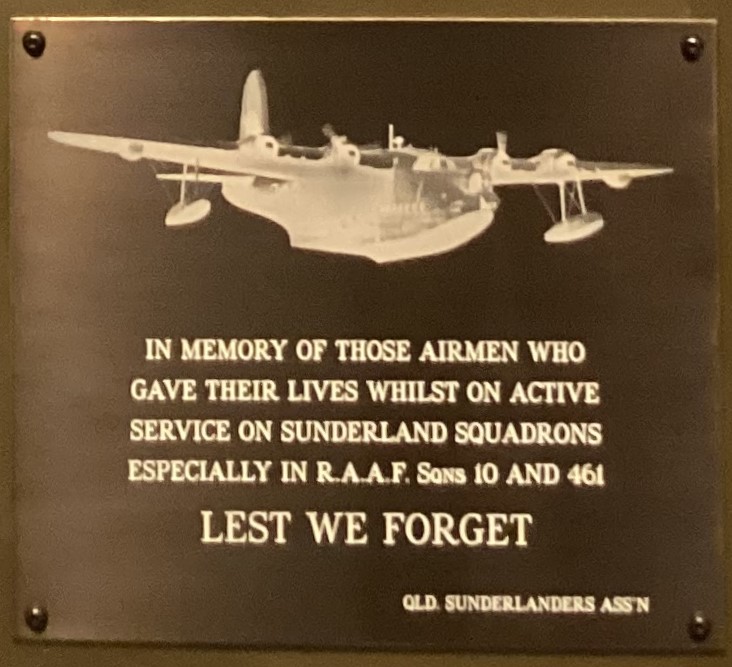 IN MEMORY OF THOSE AIRMEN WHO
GAVE THEIR LIVES WHILST ON ACTIVE
SERVICE ON SUNDERLAND SQUADRONS
ESPECIALLY IN R.A.A.F. Sqns 10 AND 461
LEST WE FORGET
QLD. SUNDERLANDERS ASS'N